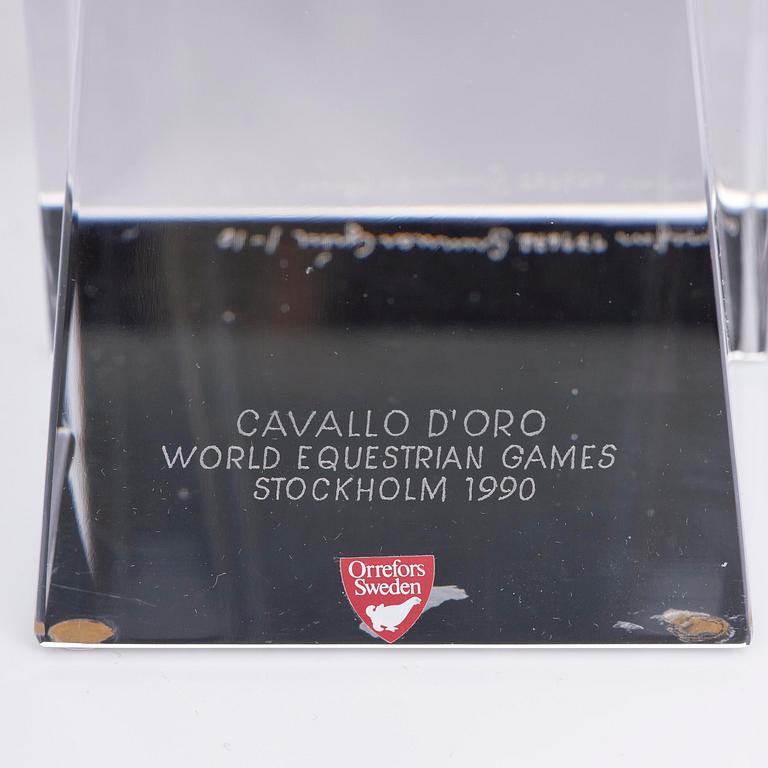 CAVALLO D'ORO
WORLD EQUESTRIAN GAMES
STOCKHOLM 1990
Orrefors
Sweden